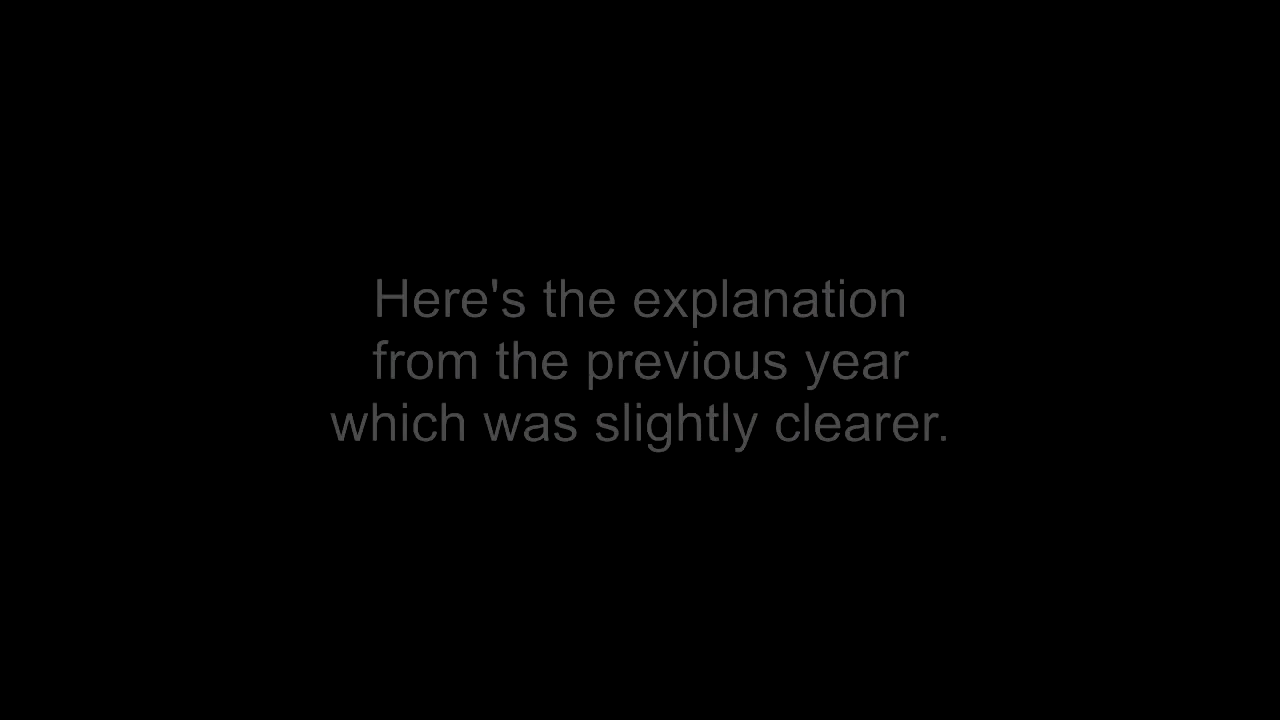 Here's the explanation
from the previous year
which was slightly clearer.